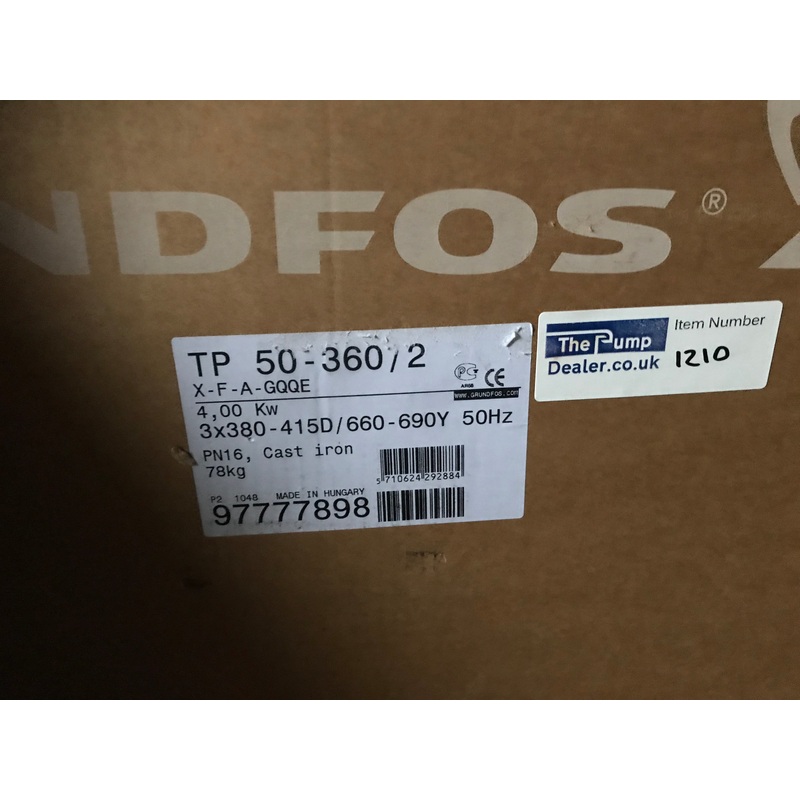 NDFOS®
TP 50-360/2
X-F-A-GQQE
ARGB
CE
www.GRUNDFOS.com
4,00 Kw
3x380-415D/660-690Y 50Hz
PN16, Cast iron
78kg
5 710624 292884
P2 1048 MADE IN HUNGARY
97777898
The Pump
Dealer.co.uk
Item Number
1210